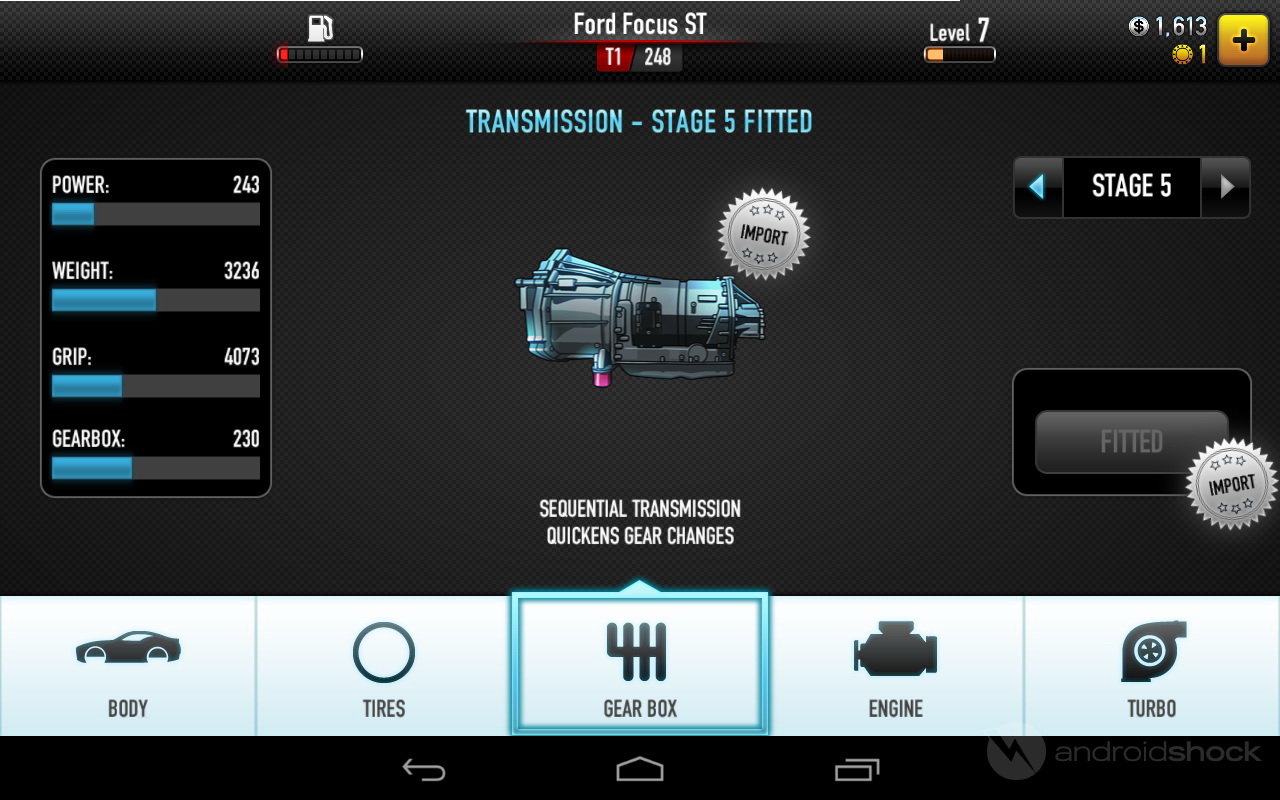 Ford Focus ST
T1 248
Level 7
1,613
1
TRANSMISSION - STAGE 5 FITTED
POWER: 243
WEIGHT: 3236
GRIP: 4073
GEARBOX: 230
IMPORT
STAGE 5
FITTED
IMPORT
SEQUENTIAL TRANSMISSION
QUICKENS GEAR CHANGES
BODY
TIRES
GEAR BOX
ENGINE
TURBO
androidshock